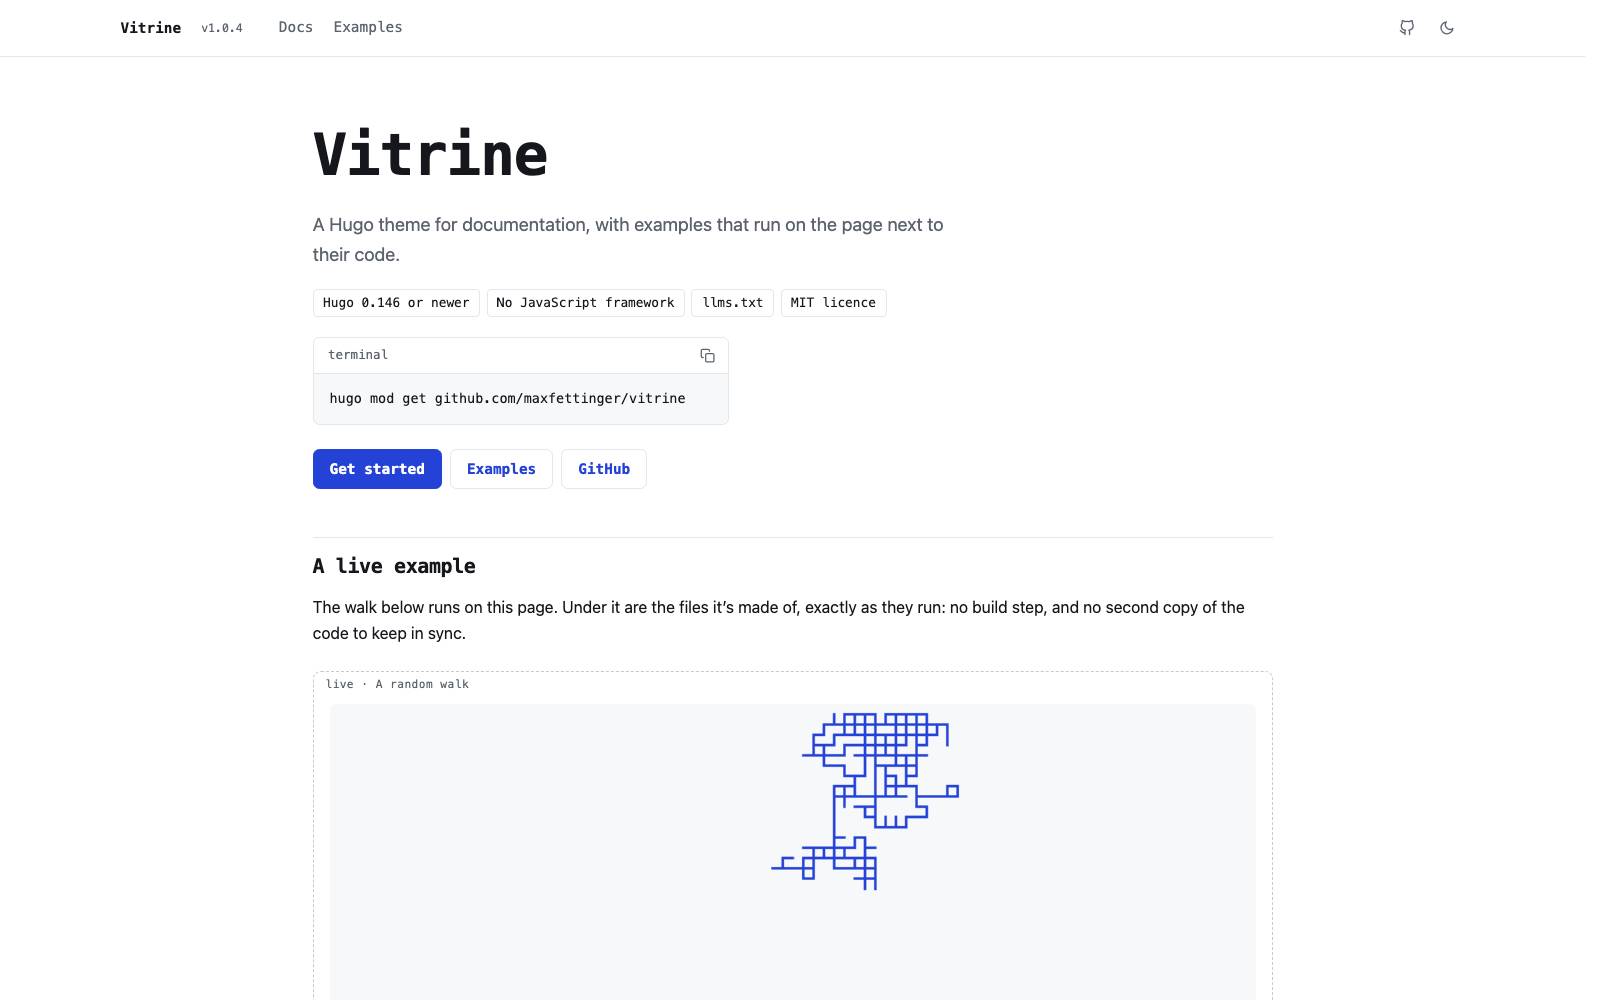 Vitrine v1.0.4 Docs Examples
Vitrine
A Hugo theme for documentation, with examples that run on the page next to
their code.
Hugo 0.146 or newer No JavaScript framework llms.txt MIT licence
terminal
hugo mod get github.com/maxfettinger/vitrine
Get started Examples GitHub
A live example
The walk below runs on this page. Under it are the files it’s made of, exactly as they run: no build step, and no second copy of the
code to keep in sync.
live · A random walk